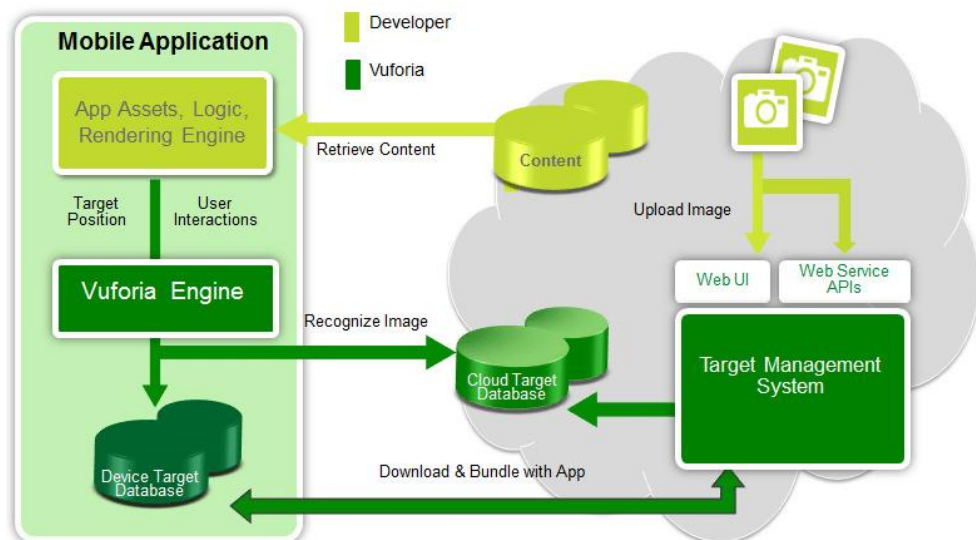 Developer
Vuforia
Mobile Application
App Assets, Logic,
Rendering Engine
Retrieve Content
Content
Target
Position
User
Interactions
Upload Image
Vuforia Engine
Web UI
Web Service
APIs
Recognize Image
Cloud Target
Database
Target Management
System
Device Target
Database
Download & Bundle with App